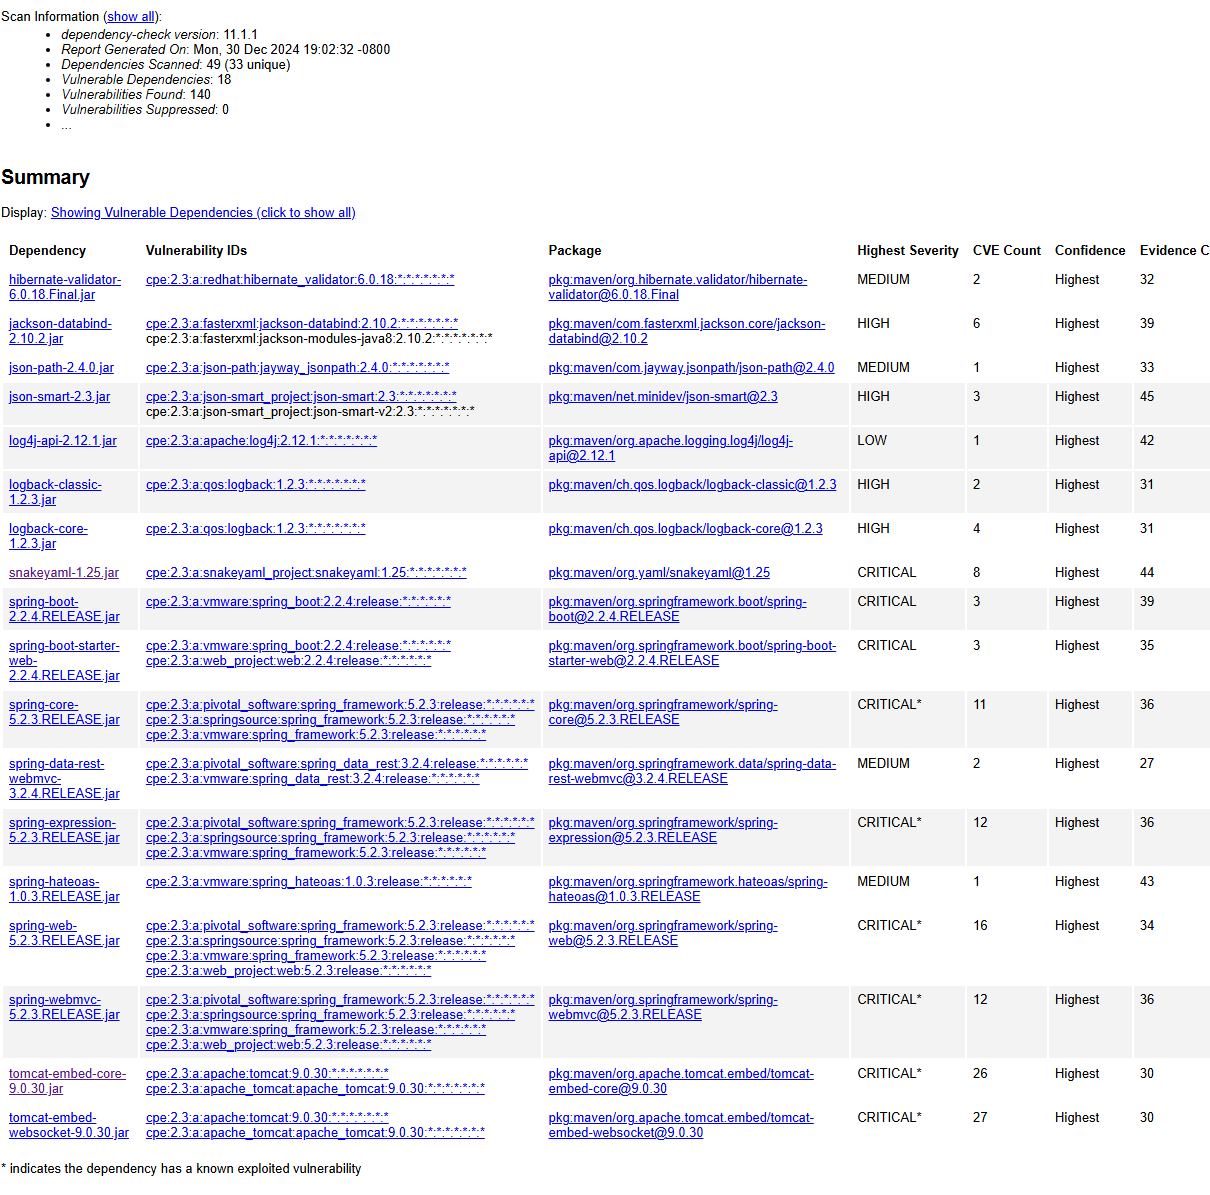 Scan Information (show all):
• dependency-check version: 11.1.1
• Report Generated On: Mon, 30 Dec 2024 19:02:32 -0800
• Dependencies Scanned: 49 (33 unique)
• Vulnerable Dependencies: 18
• Vulnerabilities Found: 140
• Vulnerabilities Suppressed: 0
• ...
Summary
Display: Showing Vulnerable Dependencies (click to show all)
Dependency Vulnerability IDs Package Highest Severity CVE Count Confidence Evidence C
hibernate-validator- cpe:2.3:a:redhat:hibernate_validator:6.0.18:*:*:*:*:*:*:* pkg:maven/org.hibernate.validator/hibernate- MEDIUM 2 Highest 32
6.0.18.Final.jar validator@6.0.18.Final
jackson-databind- cpe:2.3:a:fasterxml:jackson-databind:2.10.2:*:*:*:*:*:*:* pkg:maven/com.fasterxml.jackson.core/jackson- HIGH 6 Highest 39
2.10.2.jar cpe:2.3:a:fasterxml:jackson-modules-java8:2.10.2:*:*:*:*:*:*:* databind@2.10.2
json-path-2.4.0.jar cpe:2.3:a:json-path:jayway_jsonpath:2.4.0:*:*:*:*:*:*:* pkg:maven/com.jayway.jsonpath/json-path@2.4.0 MEDIUM 1 Highest 33
json-smart-2.3.jar cpe:2.3:a:json-smart_project:json-smart:2.3:*:*:*:*:*:*:* pkg:maven/net.minidev/json-smart@2.3 HIGH 3 Highest 45
cpe:2.3:a:json-smart_project:json-smart-v2:2.3:*:*:*:*:*:*:*
log4j-api-2.12.1.jar cpe:2.3:a:apache:log4j:2.12.1:*:*:*:*:*:*:* pkg:maven/org.apache.logging.log4j/log4j- LOW 1 Highest 42
api@2.12.1
logback-classic- cpe:2.3:a:qos:logback:1.2.3:*:*:*:*:*:*:* pkg:maven/ch.qos.logback/logback-classic@1.2.3 HIGH 2 Highest 31
1.2.3.jar
logback-core- cpe:2.3:a:qos:logback:1.2.3:*:*:*:*:*:*:* pkg:maven/ch.qos.logback/logback-core@1.2.3 HIGH 4 Highest 31
1.2.3.jar
snakeyaml-1.25.jar cpe:2.3:a:snakeyaml_project:snakeyaml:1.25:*:*:*:*:*:*:* pkg:maven/org.yaml/snakeyaml@1.25 CRITICAL 8 Highest 44
spring-boot- cpe:2.3:a:vmware:spring_boot:2.2.4:release:*:*:*:*:*:* pkg:maven/org.springframework.boot/spring- CRITICAL 3 Highest 39
2.2.4.RELEASE.jar boot@2.2.4.RELEASE
spring-boot-starter- cpe:2.3:a:vmware:spring_boot:2.2.4:release:*:*:*:*:*:* pkg:maven/org.springframework.boot/spring-boot- CRITICAL 3 Highest 35
web- cpe:2.3:a:web_project:web:2.2.4:release:*:*:*:*:*:* starter-web@2.2.4.RELEASE
2.2.4.RELEASE.jar
spring-core- cpe:2.3:a:pivotal_software:spring_framework:5.2.3:release:*:*:*:*:*:* pkg:maven/org.springframework/spring- CRITICAL* 11 Highest 36
5.2.3.RELEASE.jar cpe:2.3:a:springsource:spring_framework:5.2.3:release:*:*:*:*:*:* core@5.2.3.RELEASE
cpe:2.3:a:vmware:spring_framework:5.2.3:release:*:*:*:*:*:*
spring-data-rest- cpe:2.3:a:pivotal_software:spring_data_rest:3.2.4:release:*:*:*:*:*:* pkg:maven/org.springframework.data/spring-data- MEDIUM 2 Highest 27
webmvc- cpe:2.3:a:vmware:spring_data_rest:3.2.4:release:*:*:*:*:*:* rest-webmvc@3.2.4.RELEASE
3.2.4.RELEASE.jar
spring-expression- cpe:2.3:a:pivotal_software:spring_framework:5.2.3:release:*:*:*:*:*:* pkg:maven/org.springframework/spring- CRITICAL* 12 Highest 36
5.2.3.RELEASE.jar cpe:2.3:a:springsource:spring_framework:5.2.3:release:*:*:*:*:*:* expression@5.2.3.RELEASE
cpe:2.3:a:vmware:spring_framework:5.2.3:release:*:*:*:*:*:*
spring-hateoas- cpe:2.3:a:vmware:spring_hateoas:1.0.3:release:*:*:*:*:*:* pkg:maven/org.springframework.hateoas/spring- MEDIUM 1 Highest 43
1.0.3.RELEASE.jar hateoas@1.0.3.RELEASE
spring-web- cpe:2.3:a:pivotal_software:spring_framework:5.2.3:release:*:*:*:*:*:* pkg:maven/org.springframework/spring- CRITICAL* 16 Highest 34
5.2.3.RELEASE.jar cpe:2.3:a:springsource:spring_framework:5.2.3:release:*:*:*:*:*:* web@5.2.3.RELEASE
cpe:2.3:a:vmware:spring_framework:5.2.3:release:*:*:*:*:*:*
cpe:2.3:a:web_project:web:5.2.3:release:*:*:*:*:*:*
spring-webmvc- cpe:2.3:a:pivotal_software:spring_framework:5.2.3:release:*:*:*:*:*:* pkg:maven/org.springframework/spring- CRITICAL* 12 Highest 36
5.2.3.RELEASE.jar cpe:2.3:a:springsource:spring_framework:5.2.3:release:*:*:*:*:*:* webmvc@5.2.3.RELEASE
cpe:2.3:a:vmware:spring_framework:5.2.3:release:*:*:*:*:*:*
cpe:2.3:a:web_project:web:5.2.3:release:*:*:*:*:*:*
tomcat-embed-core- cpe:2.3:a:apache:tomcat:9.0.30:*:*:*:*:*:*:* pkg:maven/org.apache.tomcat.embed/tomcat- CRITICAL* 26 Highest 30
9.0.30.jar cpe:2.3:a:apache_tomcat:apache_tomcat:9.0.30:*:*:*:*:*:*:* embed-core@9.0.30
tomcat-embed- cpe:2.3:a:apache:tomcat:9.0.30:*:*:*:*:*:*:* pkg:maven/org.apache.tomcat.embed/tomcat- CRITICAL* 27 Highest 30
websocket-9.0.30.jar cpe:2.3:a:apache_tomcat:apache_tomcat:9.0.30:*:*:*:*:*:*:* embed-websocket@9.0.30
* indicates the dependency has a known exploited vulnerability